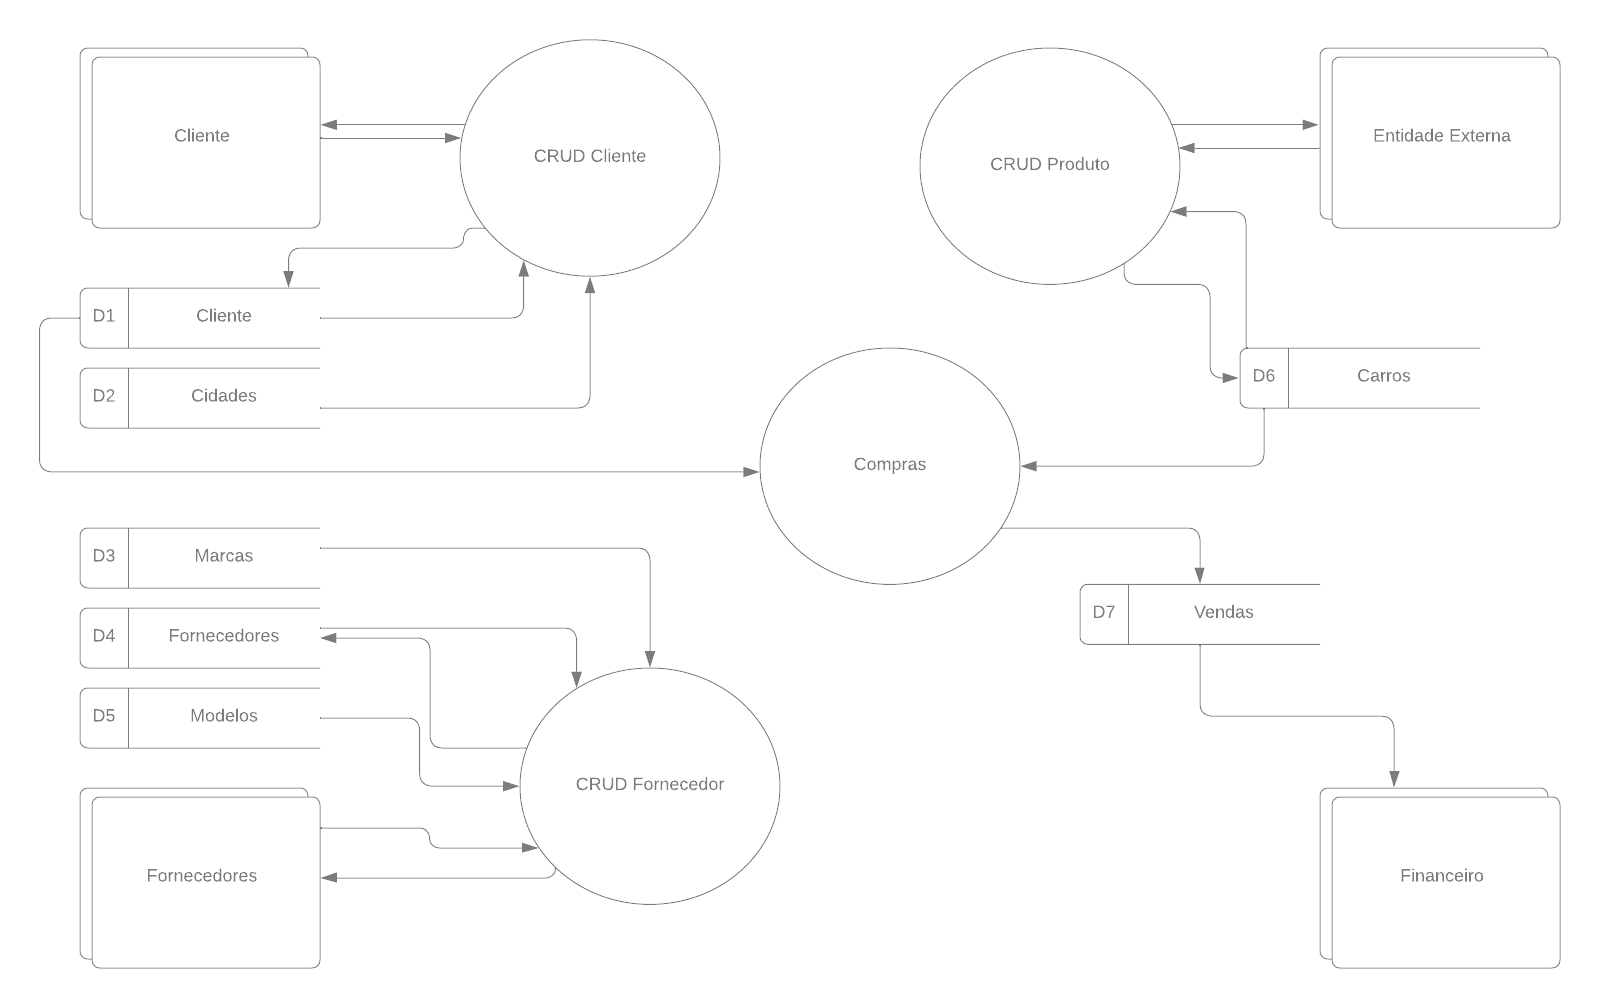 Cliente
CRUD Cliente
CRUD Produto
Entidade Externa
D1
Cliente
D2
Cidades
D6
Carros
Compras
D3
Marcas
D4
Fornecedores
D5
Modelos
D7
Vendas
CRUD Fornecedor
Fornecedores
Financeiro